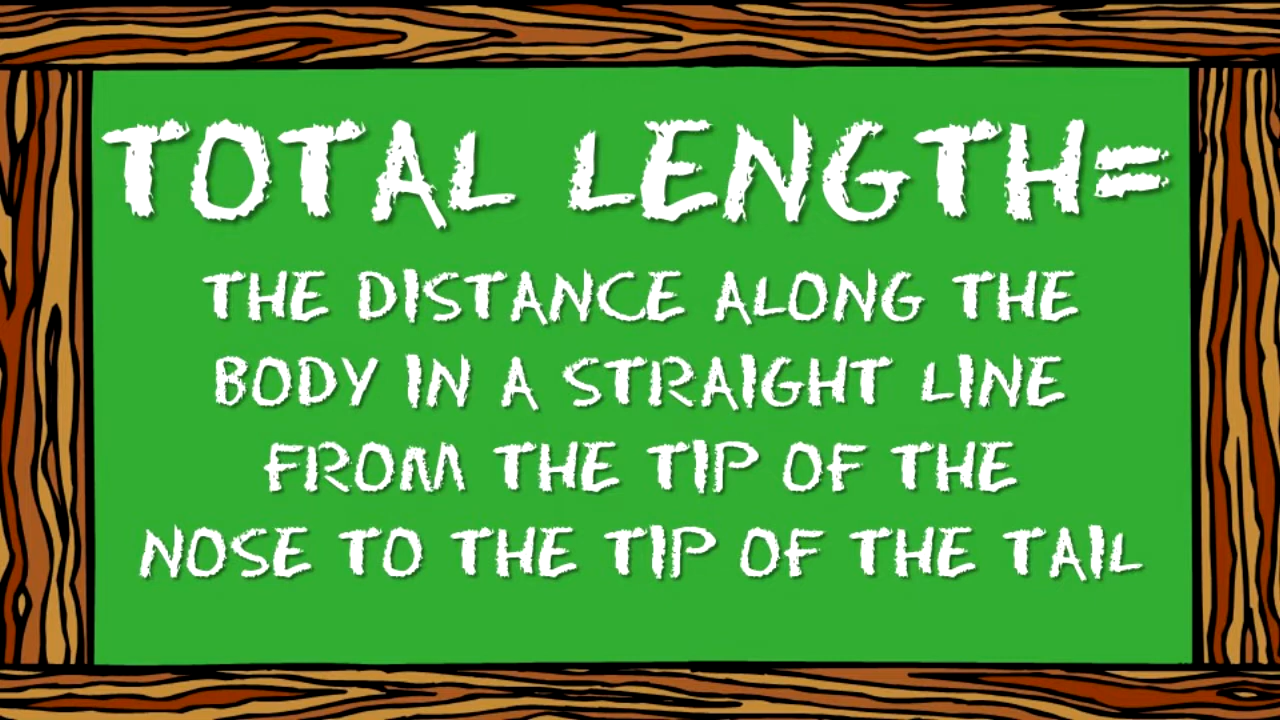 TOTAL LENGTH=
THE DISTANCE ALONG THE
BODY IN A STRAIGHT LINE
FROM THE TIP OF THE
NOSE TO THE TIP OF THE TAIL